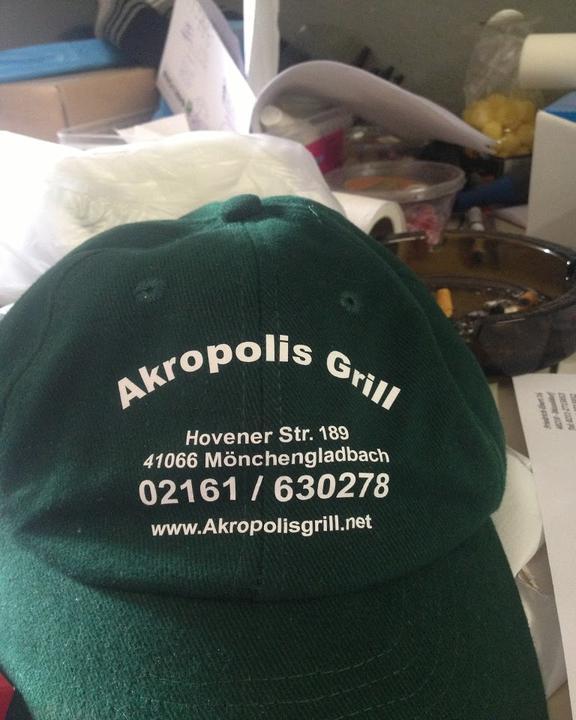 Akropolis Grill
Hovener Str. 189
41066 Mönchengladbach
02161 / 630278
www.Akropolisgrill.net